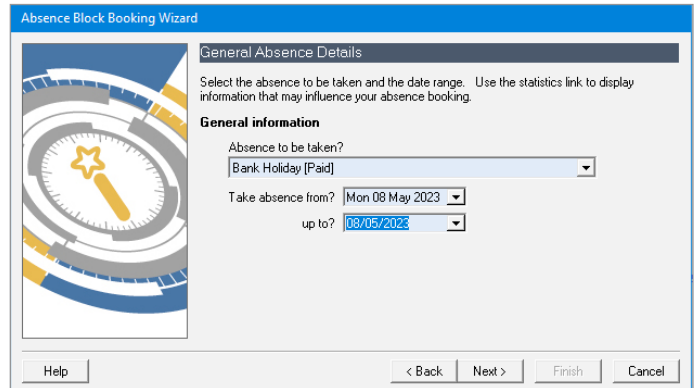 Absence Block Booking Wizard
General Absence Details
Select the absence to be taken and the date range.   Use the statistics link to display
information that may influence your absence booking.
General information
Absence to be taken?
Bank Holiday [Paid]
Take absence from? Mon 08 May 2023
up to? 08/05/2023
Help < Back Next > Finish Cancel